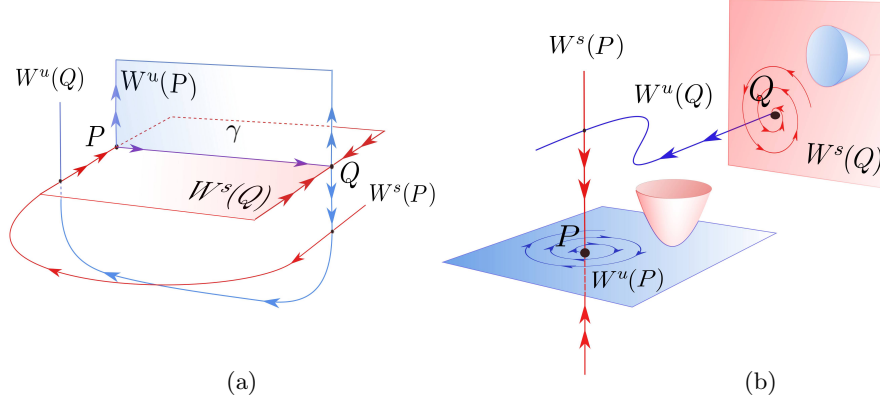 W^u(Q)
W^u(P)
P
γ
W^s(Q)
Q
W^s(P)
(a)
W^s(P)
W^u(Q)
Q
W^s(Q)
P
W^u(P)
(b)